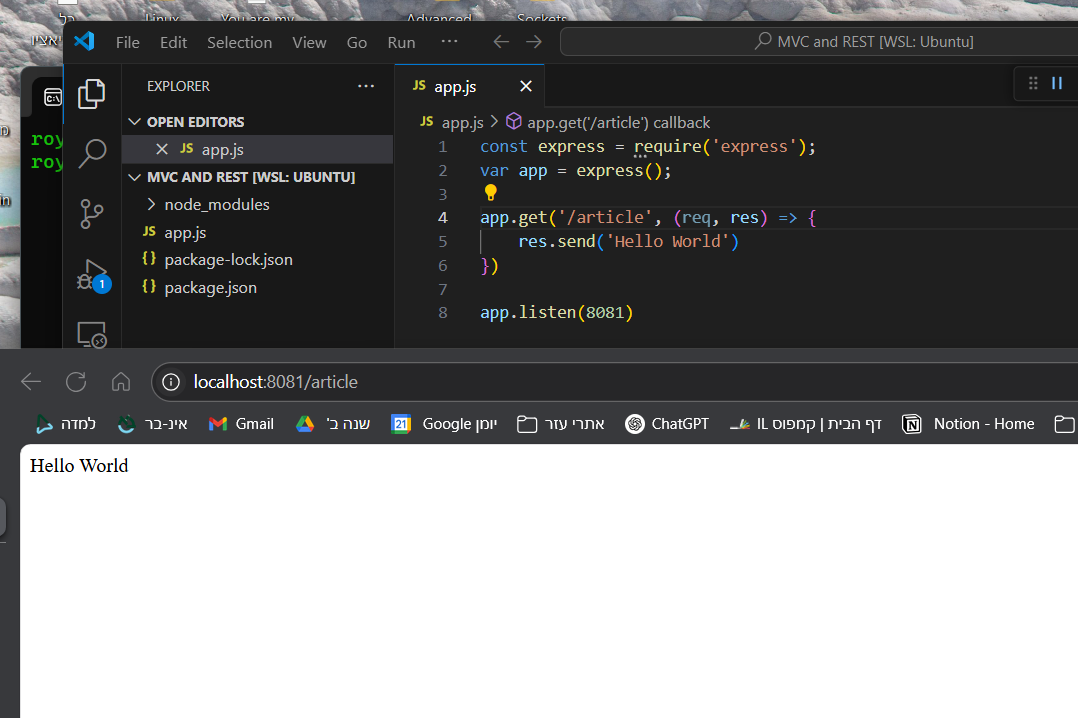 Linux
You are my
Advanced
Sockets
File Edit Selection View Go Run ··· MVC and REST [WSL: Ubuntu]
EXPLORER ···
JS app.js
OPEN EDITORS
JS app.js
MVC AND REST [WSL: UBUNTU]
node_modules
JS app.js
{} package-lock.json
{} package.json
1
roy
roy
JS app.js > app.get('/article') callback
1 const express = require('express');
2 var app = express();
3
4 app.get('/article', (req, res) => {
5 res.send('Hello World')
6 })
7
8 app.listen(8081)
localhost:8081/article
למדה אינ-בר Gmail שנה ב' 21 יומן Google אתרי עזר ChatGPT דף הבית | קמפוס IL Notion - Home
Hello World